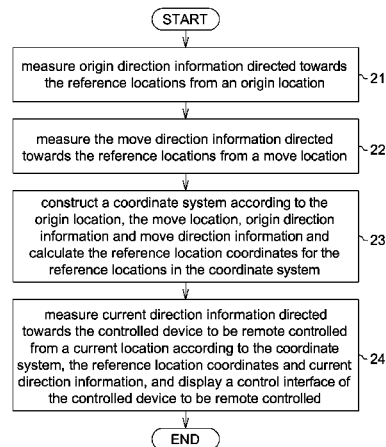 START
measure origin direction information directed towards
the reference locations from an origin location
21
measure the move direction information directed
towards the reference locations from a move location
22
construct a coordinate system according to the
origin location, the move location, origin direction
information and move direction information and
calculate the reference location coordinates for the
reference locations in the coordinate system
23
measure current direction information directed
towards the controlled device to be remote controlled
from a current location according to the coordinate
system, the reference location coordinates and current
direction information, and display a control interface of
the controlled device to be remote controlled
24
END